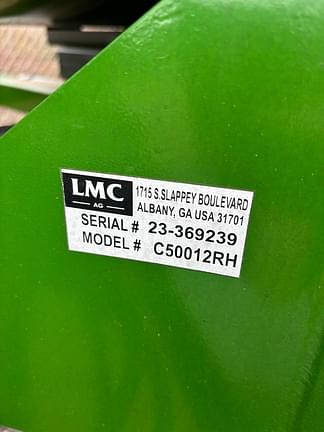 LMC
AG
1715 S.SLAPPEY BOULEVARD
ALBANY, GA USA 31701
SERIAL # 23-369239
MODEL # C50012RH